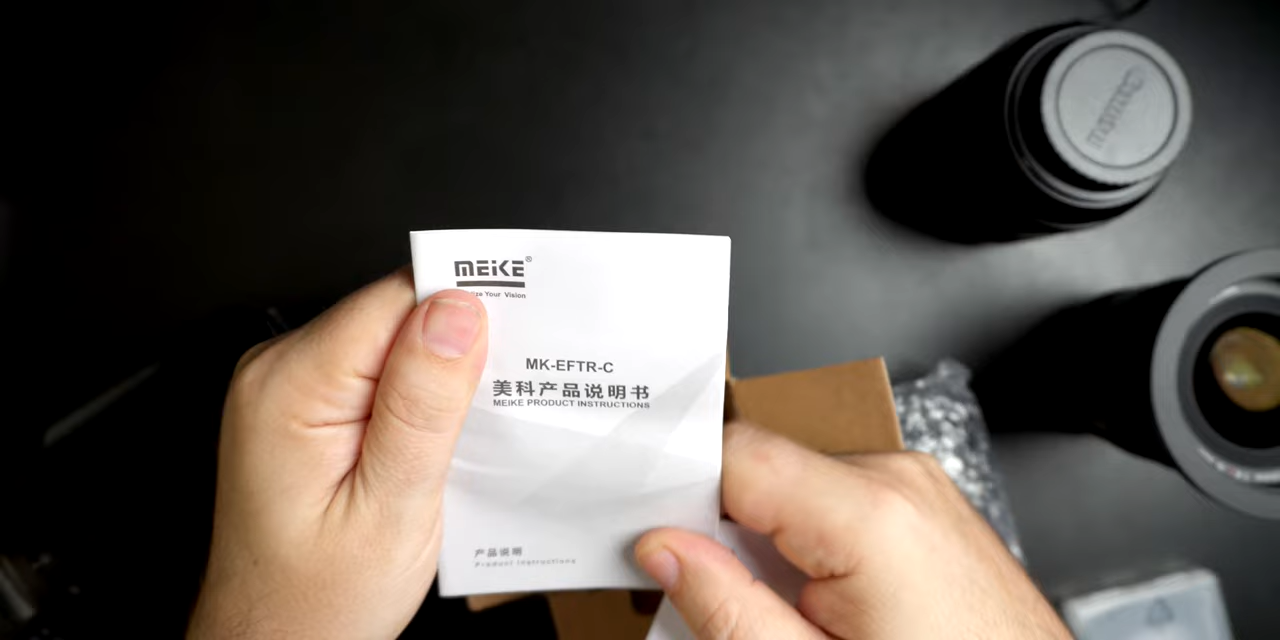 MEIKE®
Your Vision
MK-EFTR-C
美科产品说明书
MEIKE PRODUCT INSTRUCTIONS
产品说明
Product Instructions